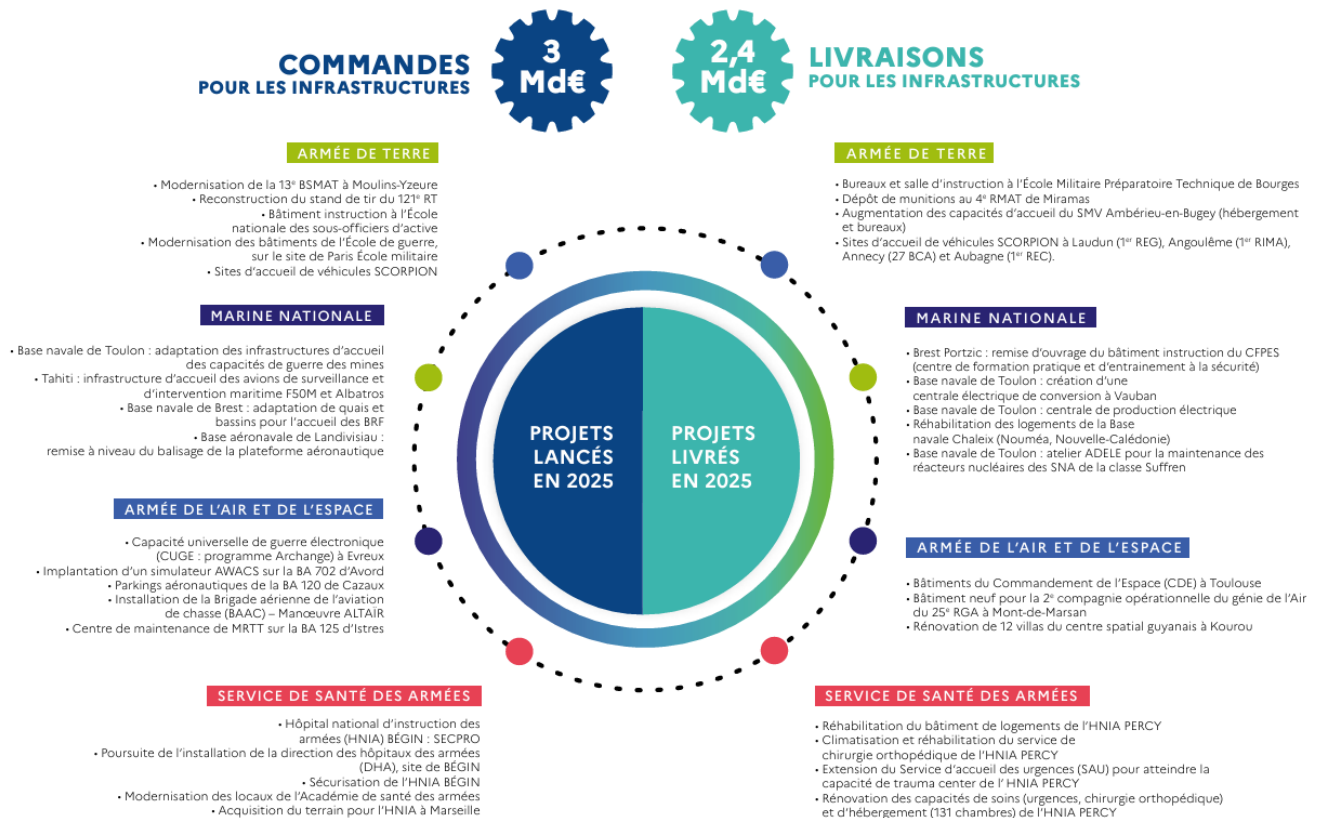 COMMANDES
POUR LES INFRASTRUCTURES
3
Md€
2,4
Md€
LIVRAISONS
POUR LES INFRASTRUCTURES
ARMÉE DE TERRE
• Modernisation de la 13e BSMAT à Moulins-Yzeure
• Reconstruction du stand de tir du 121e RT
• Bâtiment instruction à l'École
nationale des sous-officiers d'active
• Modernisation des bâtiments de l'École de guerre,
sur le site de Paris École militaire
• Sites d'accueil de véhicules SCORPION
MARINE NATIONALE
• Base navale de Toulon : adaptation des infrastructures d'accueil
des capacités de guerre des mines
• Tahiti : infrastructure d'accueil des avions de surveillance et
d'intervention maritime F50M et Albatros
• Base navale de Brest : adaptation de quais et
bassins pour l'accueil des BRF
• Base aéronavale de Landivisiau :
remise à niveau du balisage de la plateforme aéronautique
ARMÉE DE L'AIR ET DE L'ESPACE
• Capacité universelle de guerre électronique
(CUGE : programme Archange) à Evreux
• Implantation d'un simulateur AWACS sur la BA 702 d'Avord
• Parkings aéronautiques de la BA 120 de Cazaux
• Installation de la Brigade aérienne de l'aviation
de chasse (BAAC) – Manœuvre ALTAÏR
• Centre de maintenance de MRTT sur la BA 125 d'Istres
SERVICE DE SANTÉ DES ARMÉES
• Hôpital national d'instruction des
armées (HNIA) BÉGIN : SECPRO
• Poursuite de l'installation de la direction des hôpitaux des armées
(DHA), site de BÉGIN
• Sécurisation de l'HNIA BÉGIN
• Modernisation des locaux de l'Académie de santé des armées
• Acquisition du terrain pour l'HNIA à Marseille
PROJETS
LANCÉS
EN 2025
PROJETS
LIVRÉS
EN 2025
ARMÉE DE TERRE
• Bureaux et salle d'instruction à l'École Militaire Préparatoire Technique de Bourges
• Dépôt de munitions au 4e RMAT de Miramas
• Augmentation des capacités d'accueil du SMV Ambérieu-en-Bugey (hébergement
et bureaux)
• Sites d'accueil de véhicules SCORPION à Laudun (1er REG), Angoulême (1er RIMA),
Annecy (27 BCA) et Aubagne (1er REC).
MARINE NATIONALE
• Brest Portzic : remise d'ouvrage du bâtiment instruction du CFPES
(centre de formation pratique et d'entrainement à la sécurité)
• Base navale de Toulon : création d'une
centrale électrique de conversion à Vauban
• Base navale de Toulon : centrale de production électrique
• Réhabilitation des logements de la Base
navale Chaleix (Nouméa, Nouvelle-Calédonie)
• Base navale de Toulon : atelier ADELE pour la maintenance des
réacteurs nucléaires des SNA de la classe Suffren
ARMÉE DE L'AIR ET DE L'ESPACE
• Bâtiments du Commandement de l'Espace (CDE) à Toulouse
• Bâtiment neuf pour la 2e compagnie opérationnelle du génie de l'Air
du 25e RGA à Mont-de-Marsan
• Rénovation de 12 villas du centre spatial guyanais à Kourou
SERVICE DE SANTÉ DES ARMÉES
• Réhabilitation du bâtiment de logements de l'HNIA PERCY
• Climatisation et réhabilitation du service de
chirurgie orthopédique de l'HNIA PERCY
• Extension du Service d'accueil des urgences (SAU) pour atteindre la
capacité de trauma center de l' HNIA PERCY
• Rénovation des capacités de soins (urgences, chirurgie orthopédique)
et d'hébergement (131 chambres) de l'HNIA PERCY